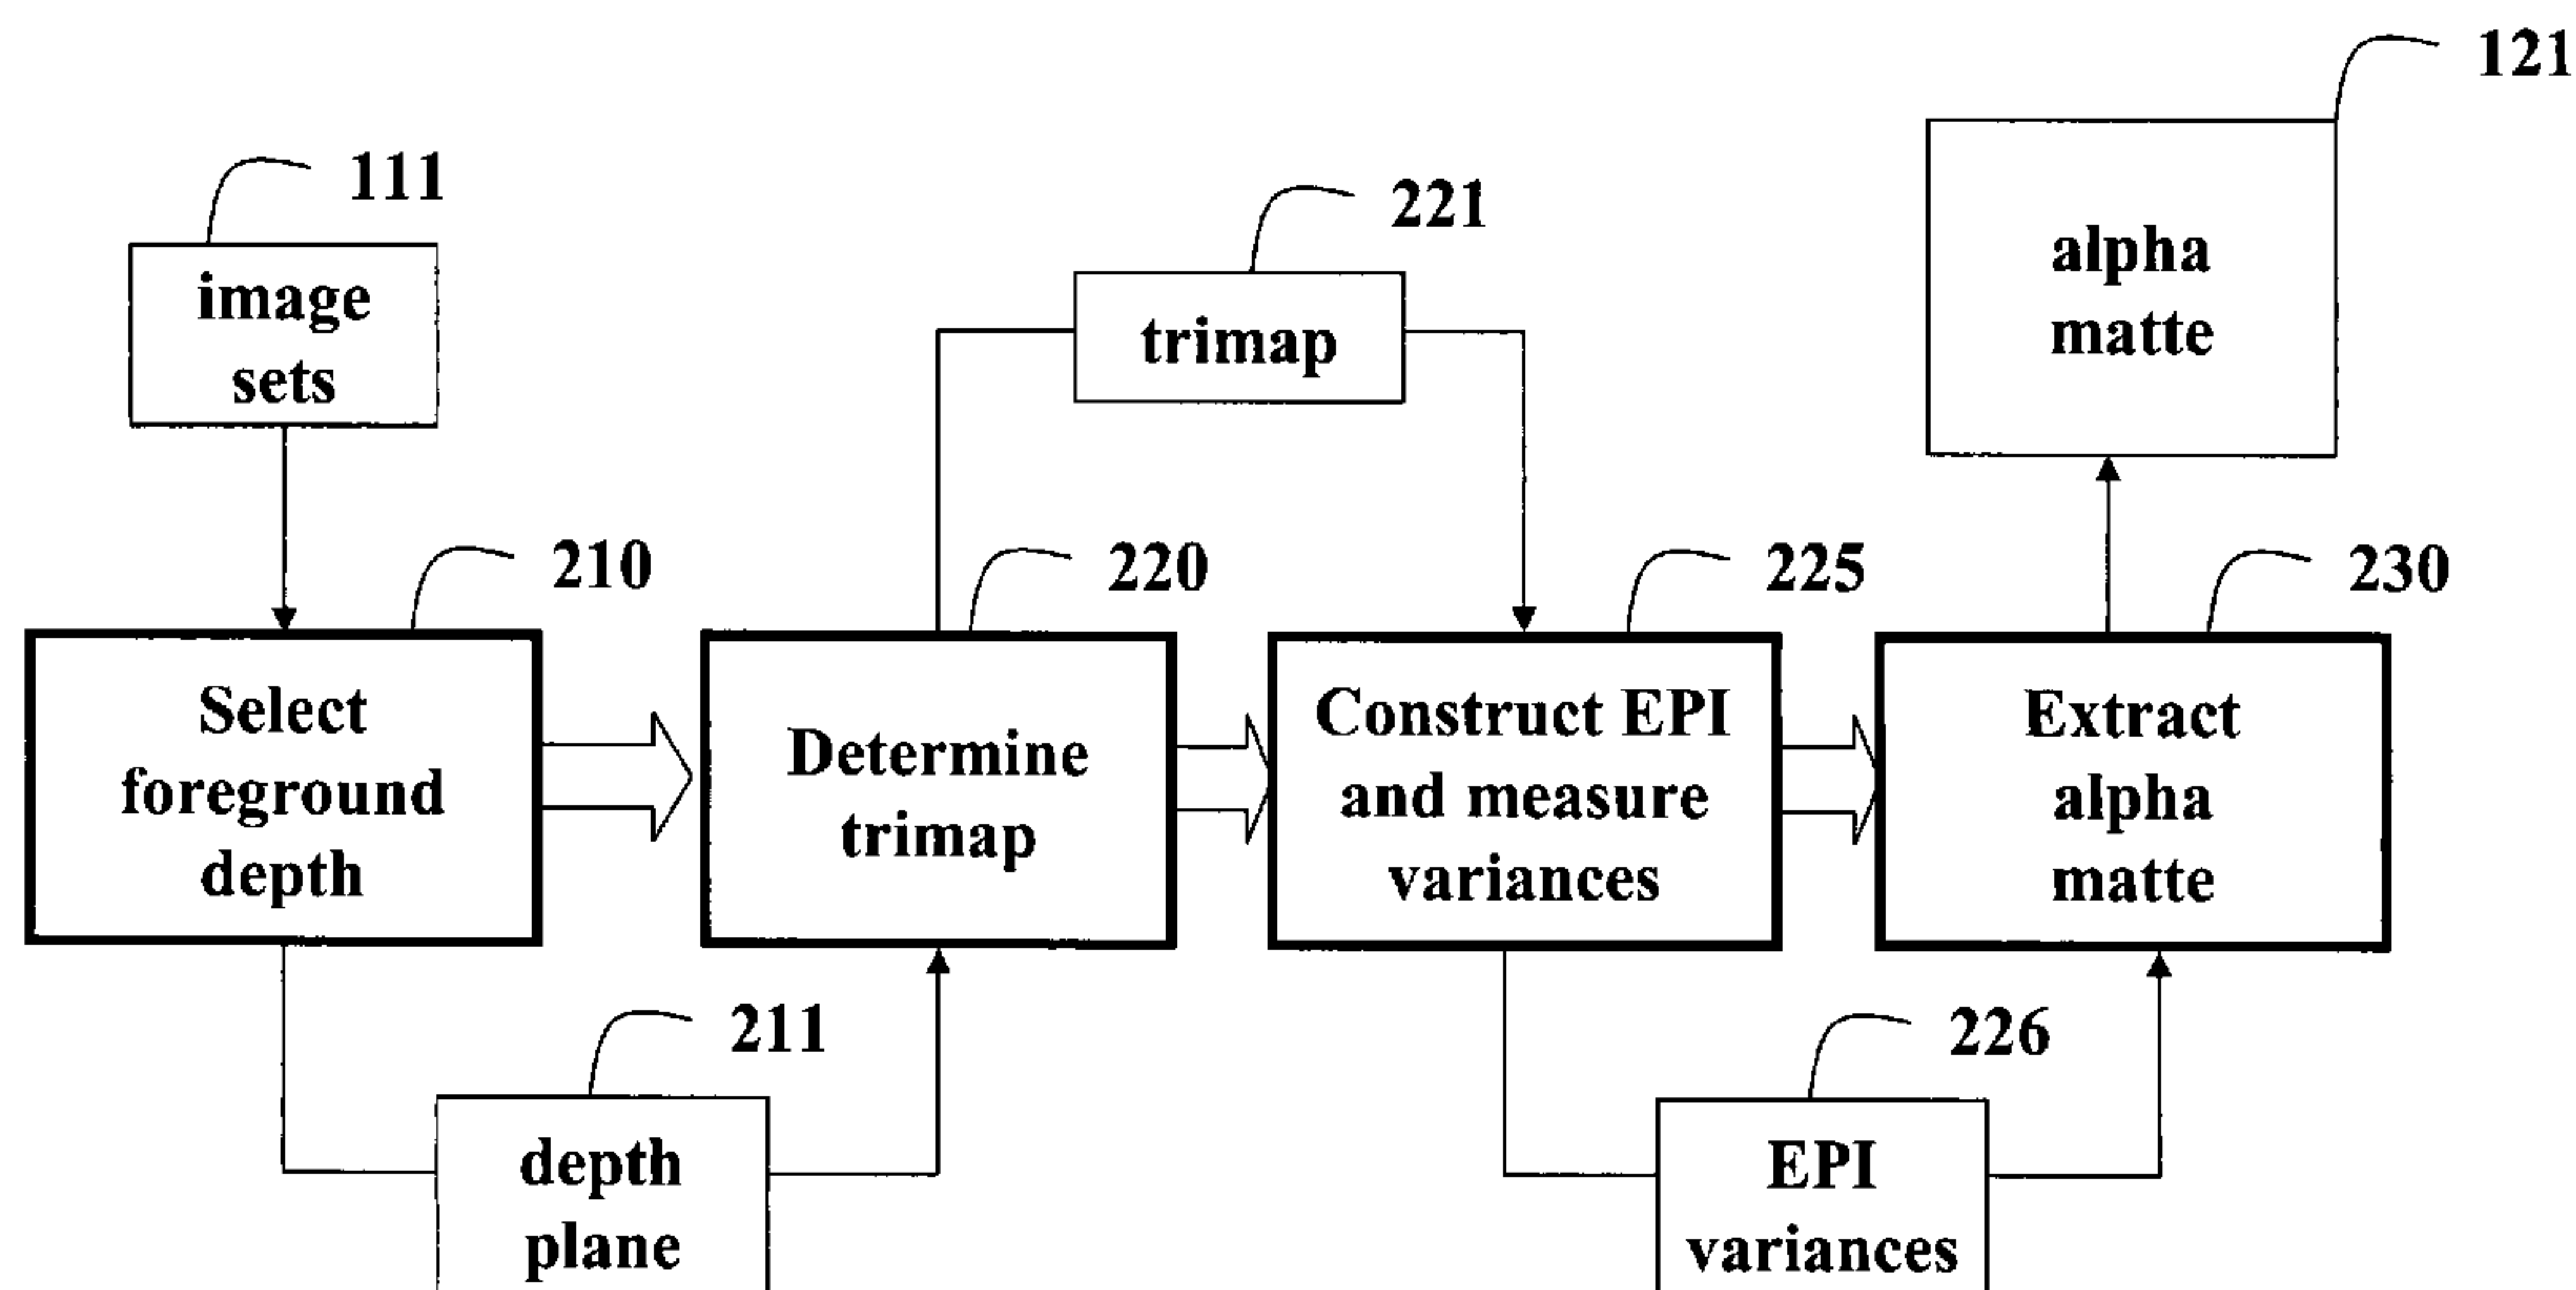 121
111
221
image
sets
trimap
alpha
matte
210
220
225
230
Select
foreground
depth
Determine
trimap
Construct EPI
and measure
variances
Extract
alpha
matte
211
226
depth
plane
EPI
variances